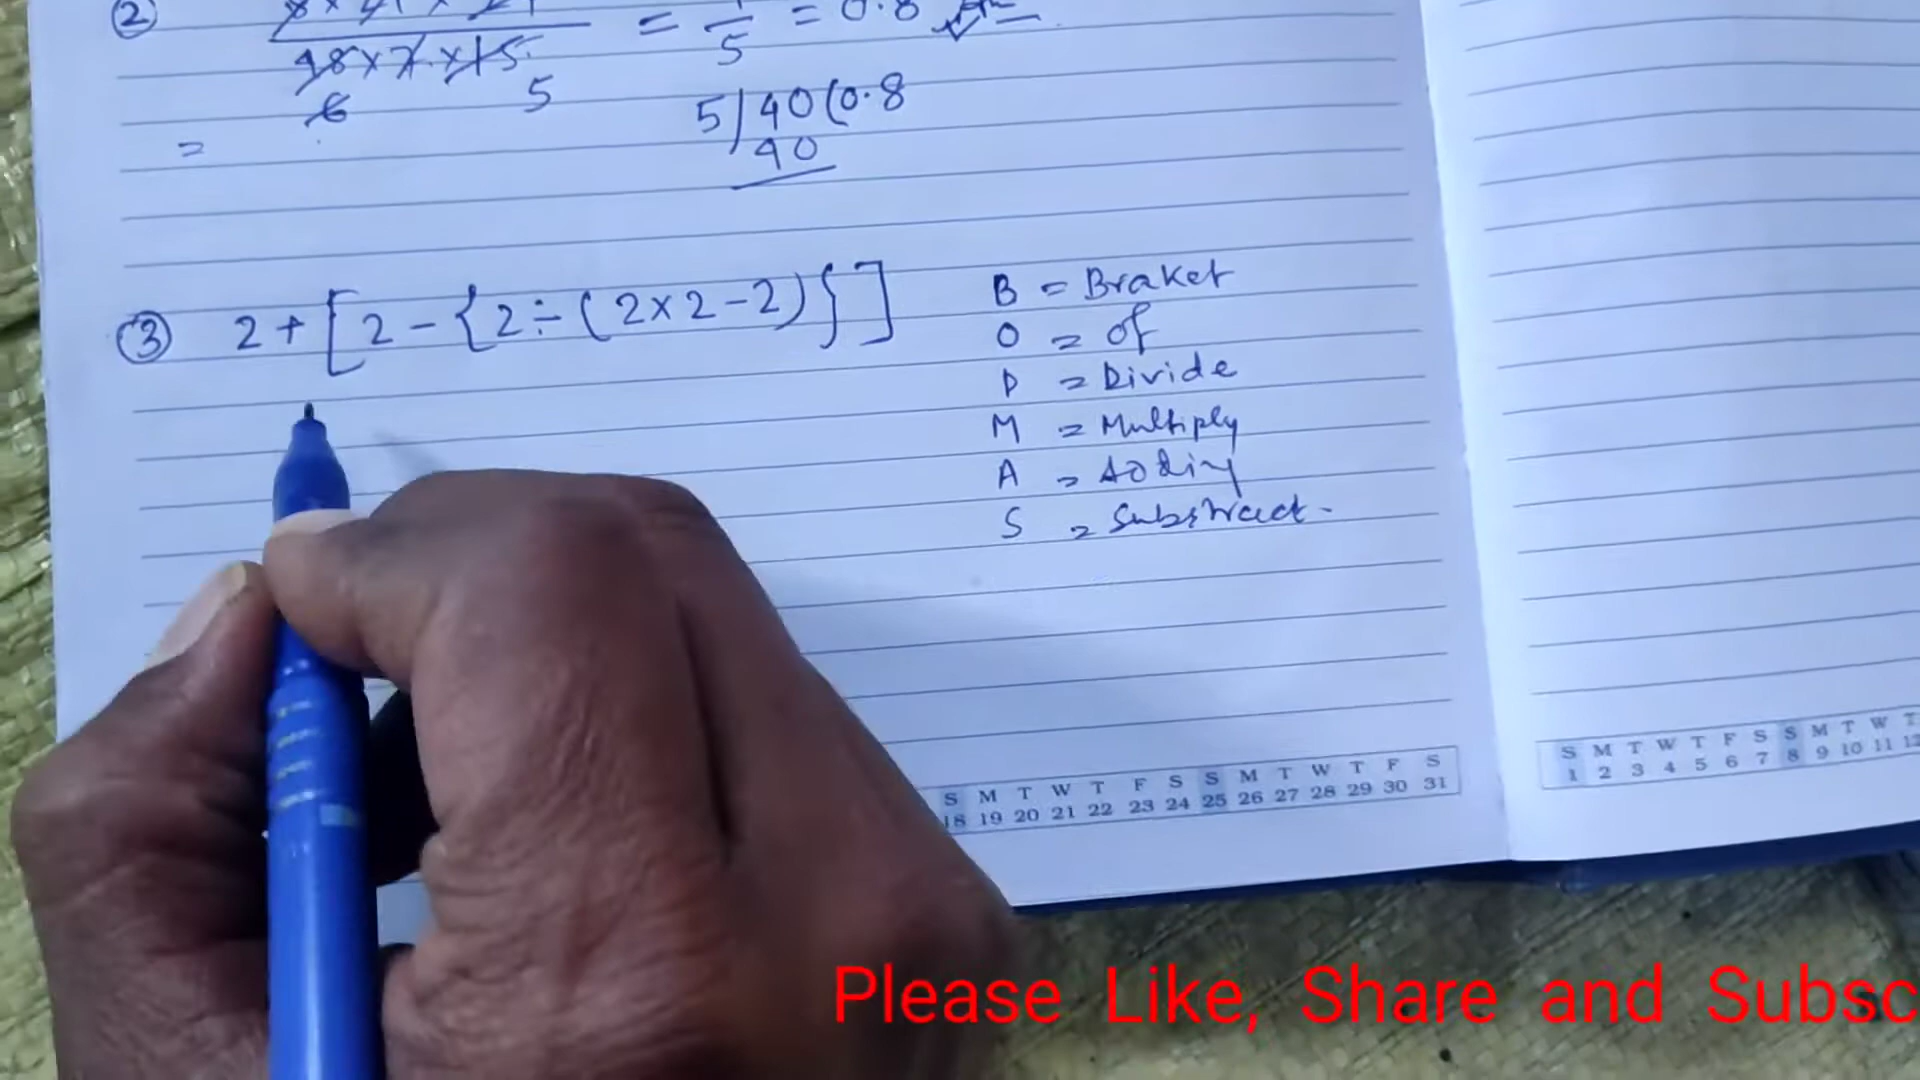 ②
48×7×15 = 5 = 0.8
6 5
5) 40 (0.8
40
=
③ 2+[2-{2÷(2×2-2)}]
B = Braket
O = of
D = Divide
M = Multiply
A = Adding
S = Substract.
S M T W T F S S M T W T F S
18 19 20 21 22 23 24 25 26 27 28 29 30 31
S M T W T F S S M T W T
1 2 3 4 5 6 7 8 9 10 11 12
Please Like, Share and Subsc